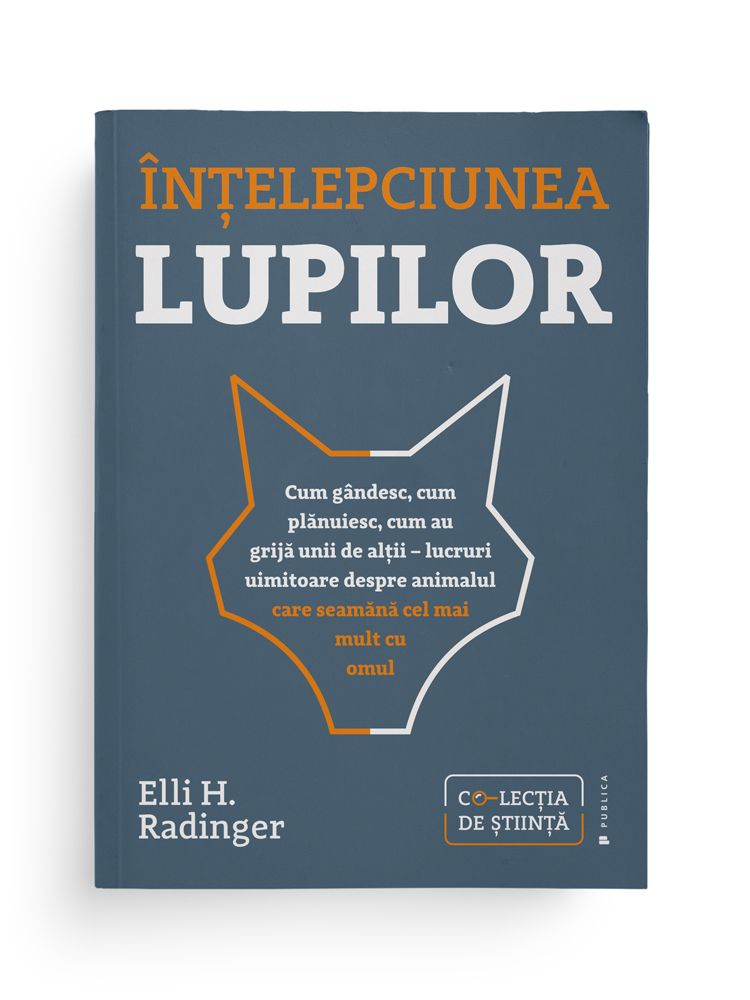 ÎNȚELEPCIUNEA
LUPILOR
Cum gândesc, cum
plănuiesc, cum au
grijă unii de alții – lucruri
uimitoare despre animalul
care seamănă cel mai
mult cu
omul
Elli H.
Radinger
COLECȚIA
DE ȘTIINȚĂ
PUBLICA